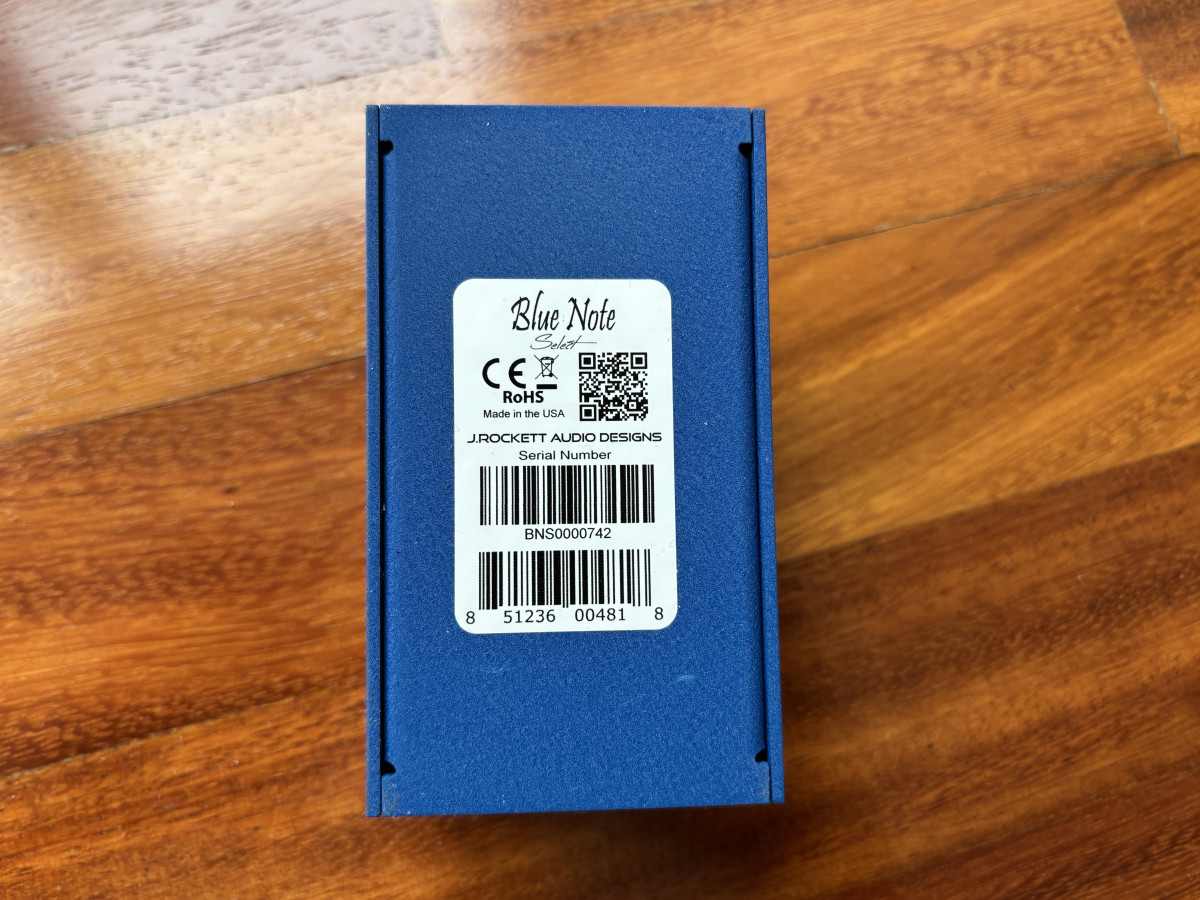 Blue Note
Select
CE
RoHS
Made in the USA
J.ROCKETT AUDIO DESIGNS
Serial Number
BNS0000742
8 51236 00481 8